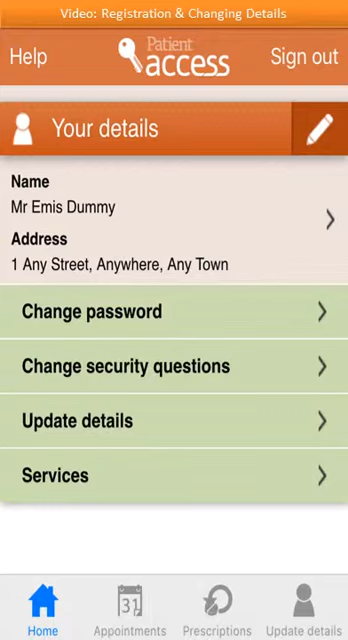 Video: Registration & Changing Details
Help
Patient
access
Sign out
Your details
Name
Mr Emis Dummy
Address
1 Any Street, Anywhere, Any Town
Change password
Change security questions
Update details
Services
31
Home
Appointments
Prescriptions
Update details